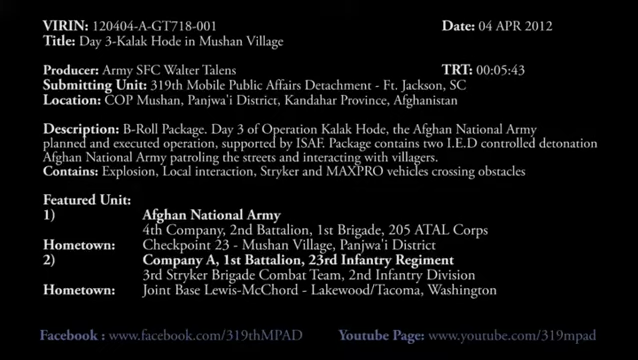 VIRIN: 120404-A-GT718-001 Date: 04 APR 2012
Title: Day 3-Kalak Hode in Mushan Village
Producer: Army SFC Walter Talens TRT: 00:05:43
Submitting Unit: 319th Mobile Public Affairs Detachment - Ft. Jackson, SC
Location: COP Mushan, Panjwa'i District, Kandahar Province, Afghanistan
Description: B-Roll Package. Day 3 of Operation Kalak Hode, the Afghan National Army
planned and executed operation, supported by ISAF. Package contains two I.E.D controlled detonation
Afghan National Army patroling the streets and interacting with villagers.
Contains: Explosion, Local interaction, Stryker and MAXPRO vehicles crossing obstacles
Featured Unit:
1) Afghan National Army
4th Company, 2nd Battalion, 1st Brigade, 205 ATAL Corps
Hometown: Checkpoint 23 - Mushan Village, Panjwa'i District
2) Company A, 1st Battalion, 23rd Infantry Regiment
3rd Stryker Brigade Combat Team, 2nd Infantry Division
Hometown: Joint Base Lewis-McChord - Lakewood/Tacoma, Washington
Facebook : www.facebook.com/319thMPAD Youtube Page: www.youtube.com/319mpad